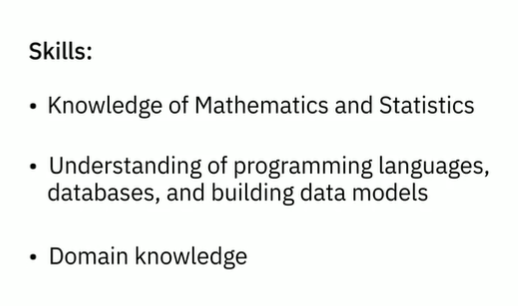 Skills:
• Knowledge of Mathematics and Statistics
• Understanding of programming languages,
databases, and building data models
• Domain knowledge